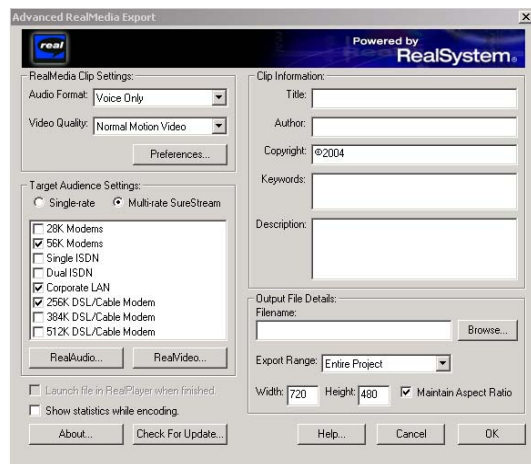 Advanced RealMedia Export
real
Powered by
RealSystem®
RealMedia Clip Settings:
Audio Format: Voice Only
Video Quality: Normal Motion Video
Preferences...
Target Audience Settings:
Single-rate Multi-rate SureStream
28K Modems
56K Modems
Single ISDN
Dual ISDN
Corporate LAN
256K DSL/Cable Modem
384K DSL/Cable Modem
512K DSL/Cable Modem
RealAudio... RealVideo...
Launch file in RealPlayer when finished.
Show statistics while encoding.
About... Check For Update...
Clip Information:
Title:
Author:
Copyright: ©2004
Keywords:
Description:
Output File Details:
Filename:
Browse...
Export Range: Entire Project
Width: 720 Height: 480 Maintain Aspect Ratio
Help... Cancel OK